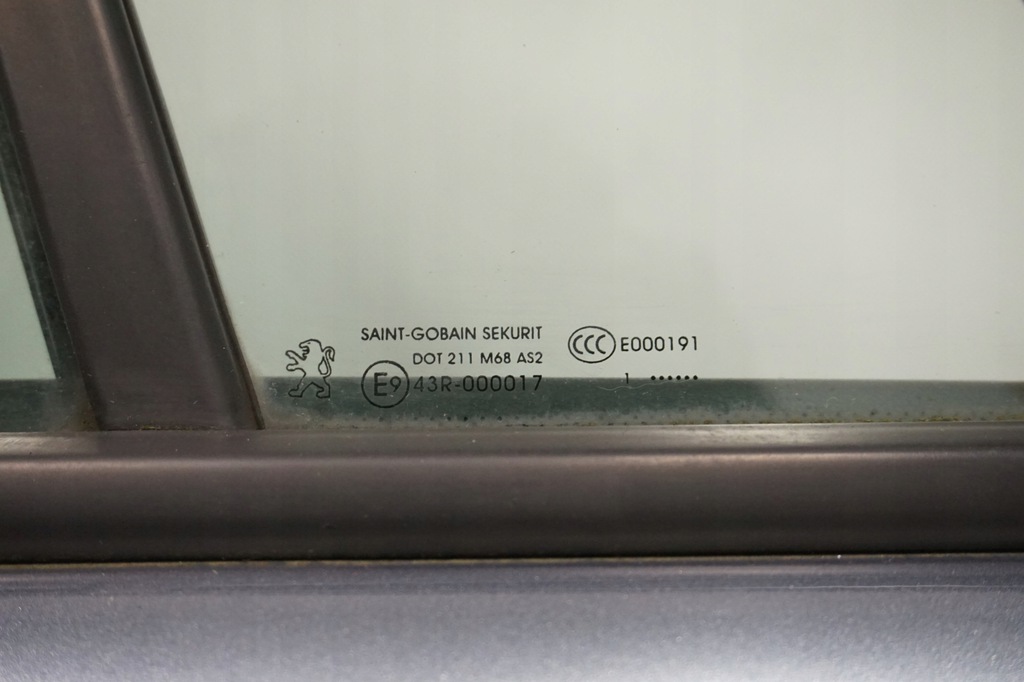 SAINT-GOBAIN SEKURIT
DOT 211 M68 AS2
E9 43R-000017
CCC E000191
1 ••••••